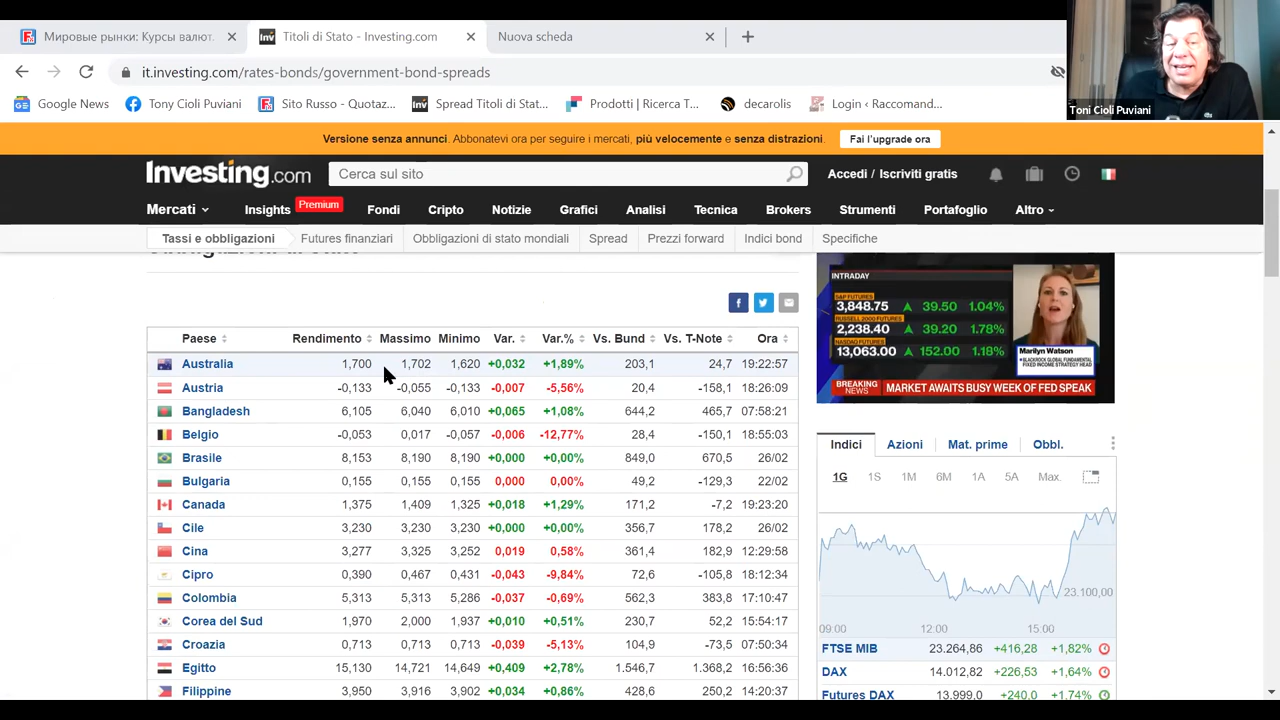 Мировые рынки: Курсы валют.
Titoli di Stato - Investing.com
Nuova scheda
it.investing.com/rates-bonds/government-bond-spreads
Google News
Tony Cioli Puviani
Sito Russo - Quotaz...
Spread Titoli di Stat...
Prodotti | Ricerca T...
decarolis
Login ‹ Raccomand...
Toni Cioli Puviani
Versione senza annunci. Abbonatevi ora per seguire i mercati, più velocemente e senza distrazioni. Fai l'upgrade ora
Investing.com
Cerca sul sito
Accedi / Iscriviti gratis
Mercati Insights Premium Fondi Cripto Notizie Grafici Analisi Tecnica Brokers Strumenti Portafoglio Altro
Tassi e obbligazioni Futures finanziari Obbligazioni di stato mondiali Spread Prezzi forward Indici bond Specifiche
Paese Rendimento Massimo Minimo Var. Var.% Vs. Bund Vs. T-Note Ora
Australia 1,700 1,702 1,620 +0,032 +1,89% 203,1 24,7 19:22:57
Austria -0,133 -0,055 -0,133 -0,007 -5,56% 20,4 -158,1 18:26:09
Bangladesh 6,105 6,040 6,010 +0,065 +1,08% 644,2 465,7 07:58:21
Belgio -0,053 0,017 -0,057 -0,006 -12,77% 28,4 -150,1 18:55:03
Brasile 8,153 8,190 8,190 +0,000 +0,00% 849,0 670,5 26/02
Bulgaria 0,155 0,155 0,155 0,000 0,00% 49,2 -129,3 22/02
Canada 1,375 1,409 1,325 +0,018 +1,29% 171,2 -7,2 19:23:20
Cile 3,230 3,230 3,230 +0,000 +0,00% 356,7 178,2 26/02
Cina 3,277 3,325 3,252 0,019 0,58% 361,4 182,9 12:29:58
Cipro 0,390 0,467 0,431 -0,043 -9,84% 72,6 -105,8 18:12:34
Colombia 5,313 5,313 5,286 -0,037 -0,69% 562,3 383,8 17:10:47
Corea del Sud 1,970 2,000 1,937 +0,010 +0,51% 230,7 52,2 15:54:17
Croazia 0,713 0,713 0,713 -0,039 -5,13% 104,9 -73,5 07:50:34
Egitto 15,130 14,721 14,649 +0,409 +2,78% 1.546,7 1.368,2 16:56:36
Filippine 3,950 3,916 3,902 +0,034 +0,86% 428,6 250,2 14:20:37
INTRADAY
S&P FUTURES
3,848.75 39.50 1.04%
RUSSELL 2000 FUTURES
2,238.40 39.20 1.78%
NASDAQ FUTURES
13,063.00 152.00 1.18%
Marilyn Watson
BLACKROCK GLOBAL FUNDAMENTAL
FIXED INCOME STRATEGY HEAD
BREAKING NEWS
MARKET AWAITS BUSY WEEK OF FED SPEAK
Indici Azioni Mat. prime Obbl.
1G 1S 1M 6M 1A 5A Max.
23.100,00
09:00 12:00 15:00
FTSE MIB 23.264,86 +416,28 +1,82%
DAX 14.012,82 +226,53 +1,64%
Futures DAX 13.999,0 +240,0 +1,74%